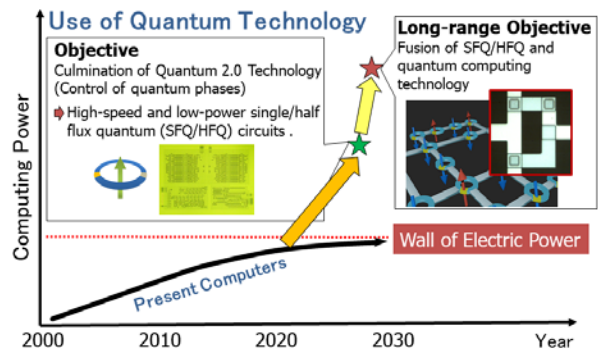 Use of Quantum Technology
Objective
Culmination of Quantum 2.0 Technology
(Control of quantum phases)
High-speed and low-power single/half
flux quantum (SFQ/HFQ) circuits .
Long-range Objective
Fusion of SFQ/HFQ and
quantum computing
technology
Computing Power
Wall of Electric Power
Present Computers
2000
2010
2020
2030
Year